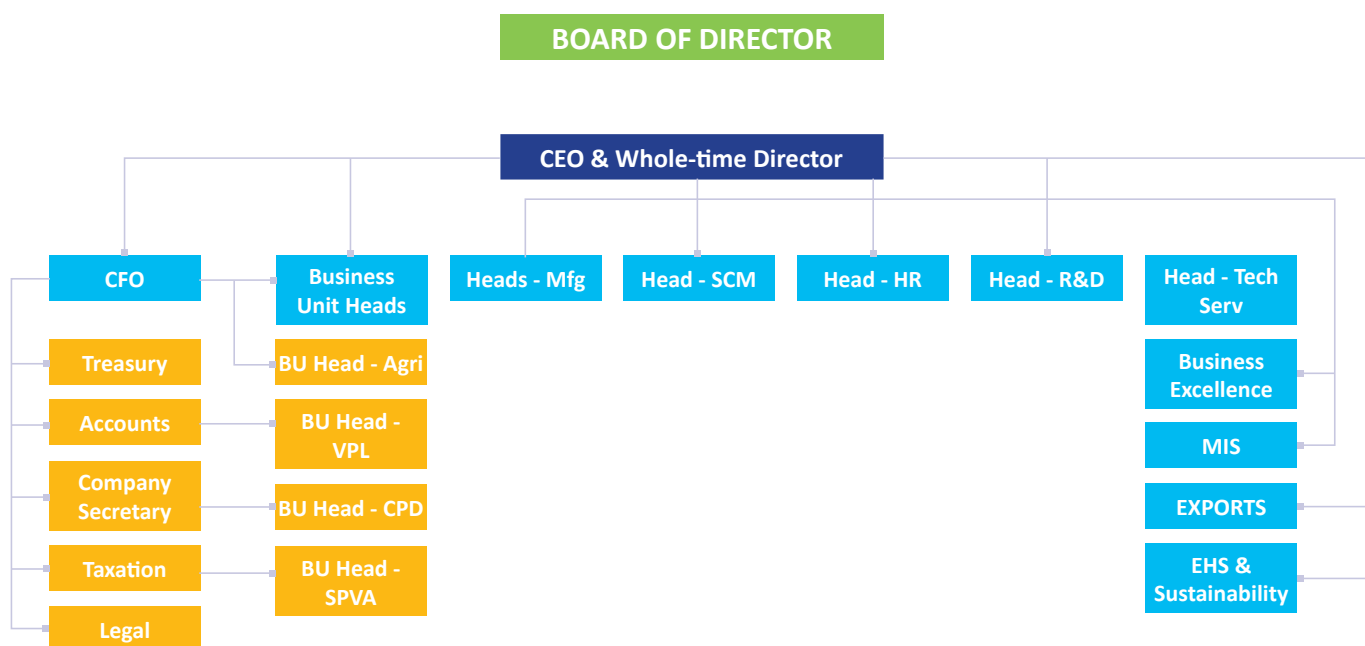 BOARD OF DIRECTOR
CEO & Whole-time Director
CFO
Business
Unit Heads
Heads - Mfg
Head - SCM
Head - HR
Head - R&D
Head - Tech
Serv
Treasury
BU Head - Agri
Business
Excellence
Accounts
BU Head -
VPL
MIS
Company
Secretary
BU Head - CPD
EXPORTS
Taxation
BU Head -
SPVA
EHS &
Sustainability
Legal